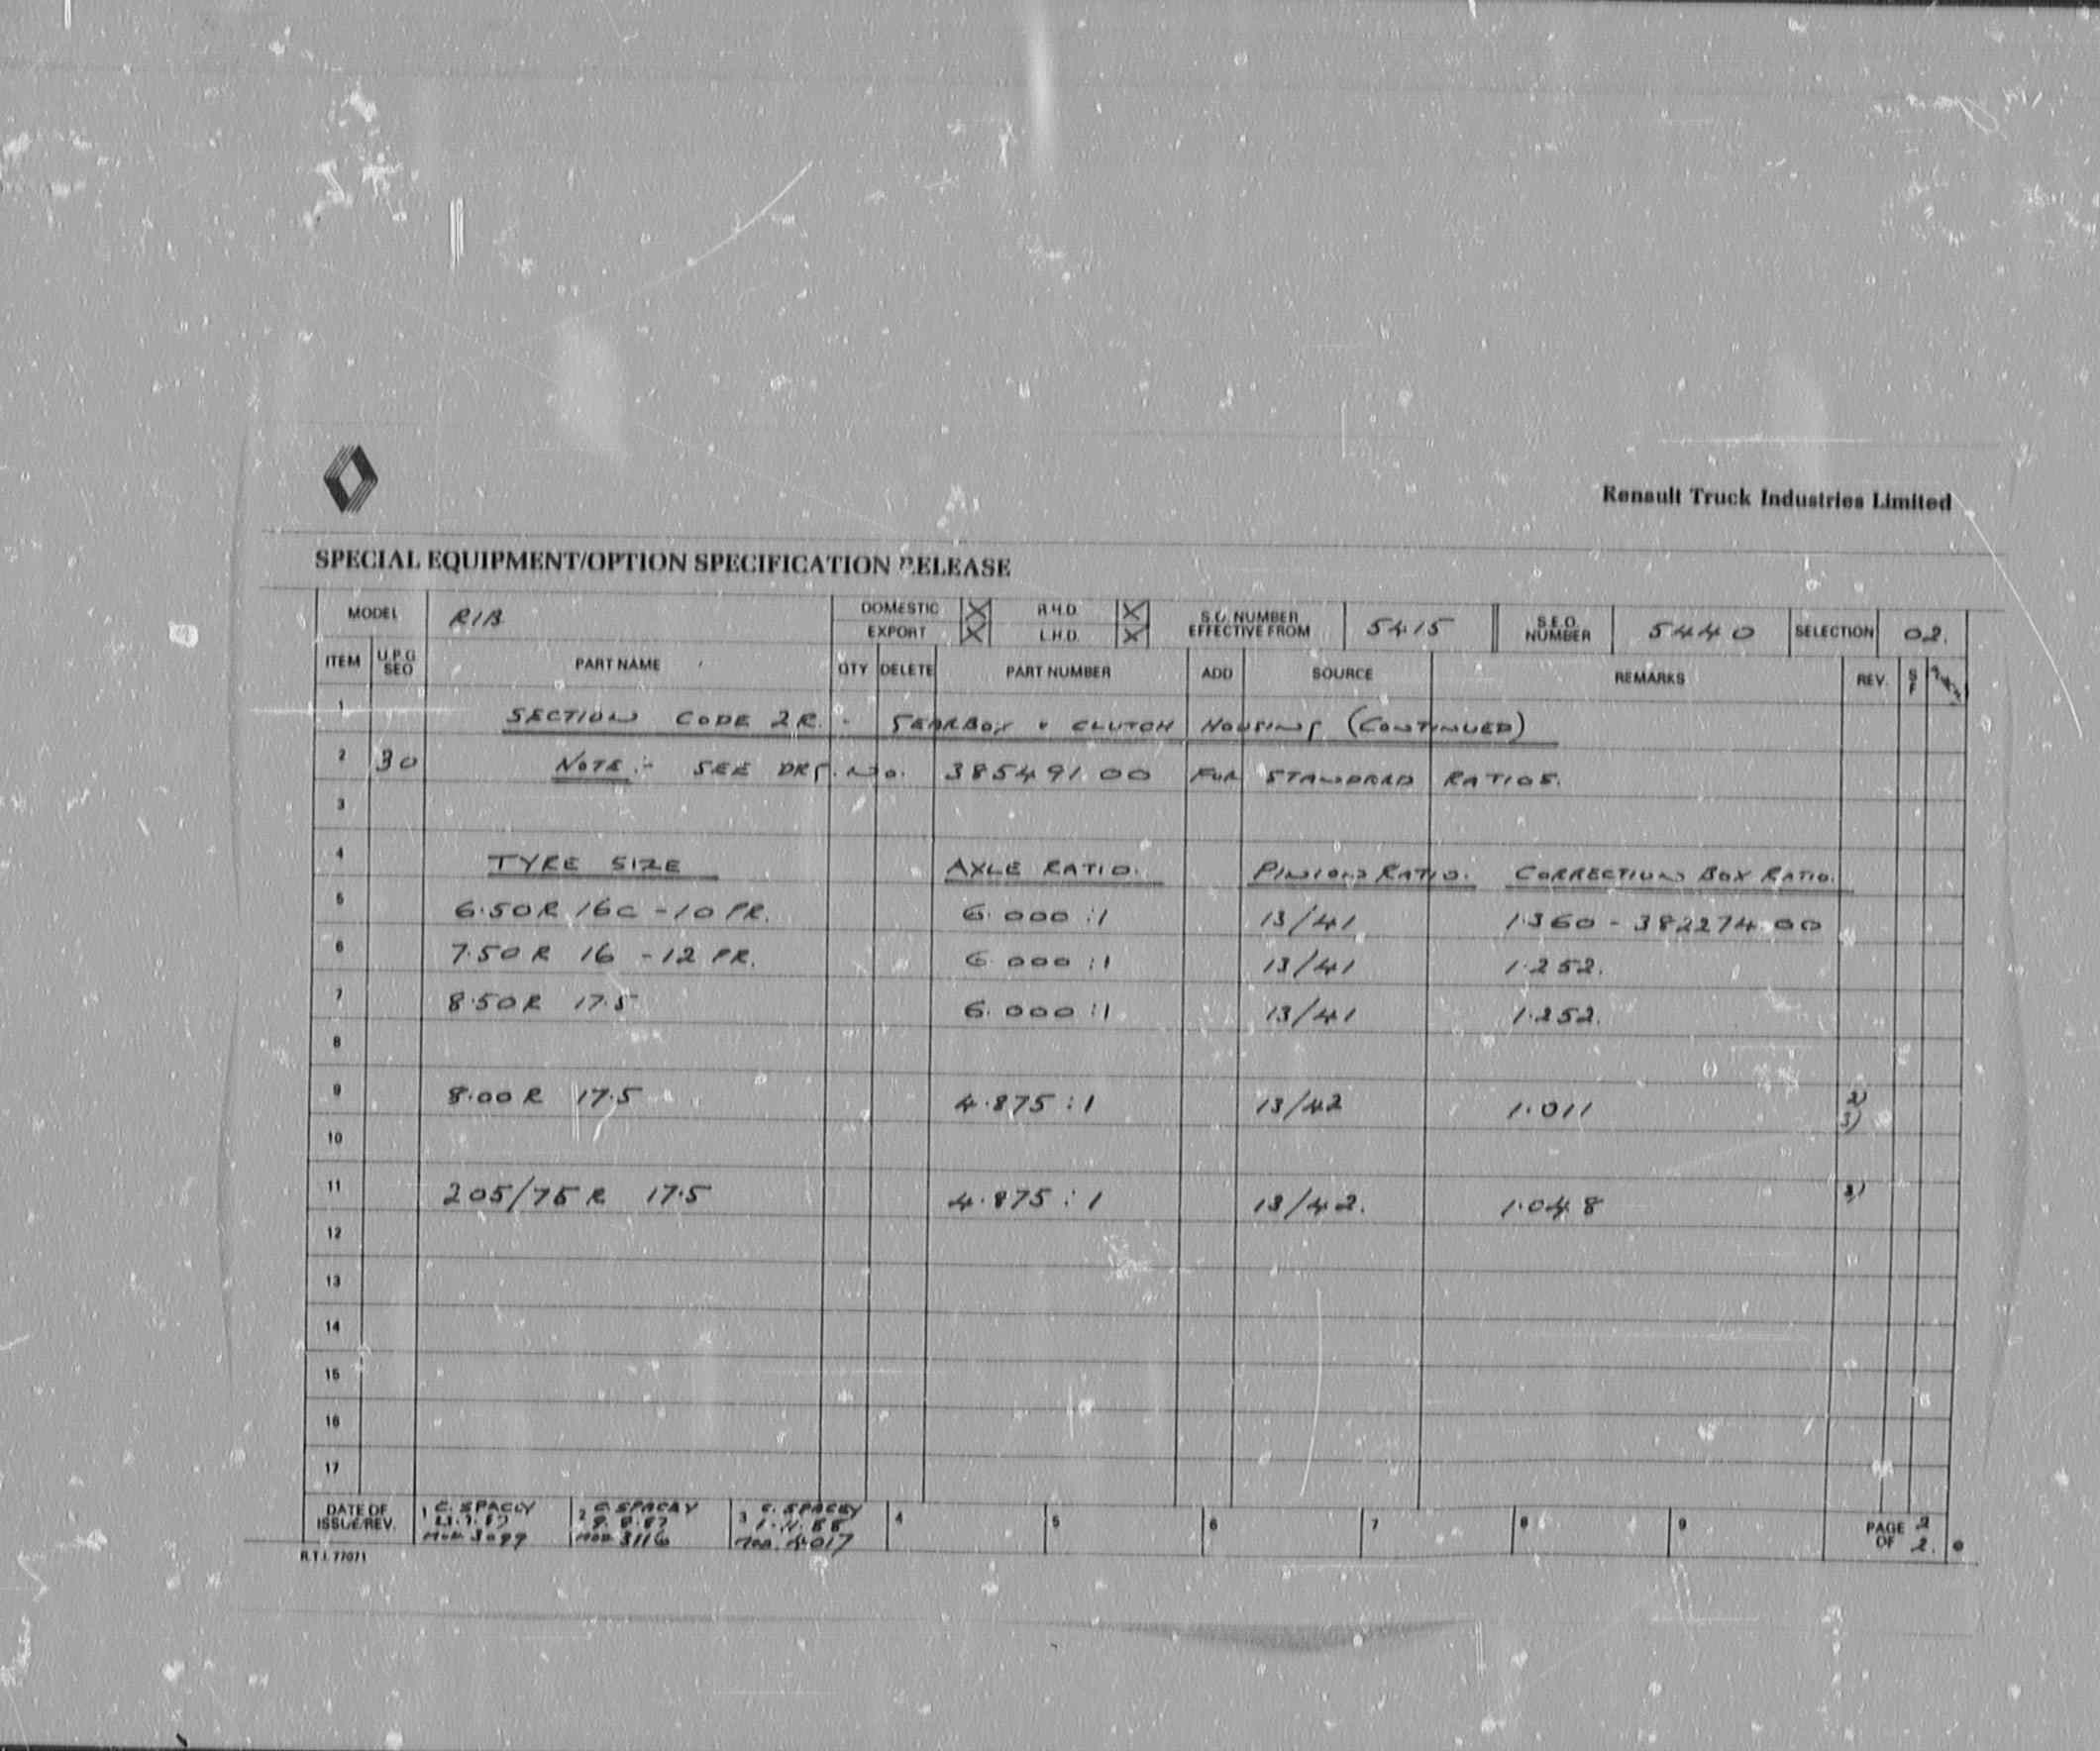 Renault Truck Industries Limited
SPECIAL EQUIPMENT/OPTION SPECIFICATION RELEASE
MODEL R1B DOMESTIC X R.H.D. X S.O. NUMBER EFFECTIVE FROM 5415 S.E.O. NUMBER 5440 SELECTION 02.
EXPORT X L.H.D. X
ITEM U.P.G SEQ PART NAME QTY DELETE PART NUMBER ADD SOURCE REMARKS REV. S F
1 SECTION CODE 2R. - GEARBOX & CLUTCH HOUSING (CONTINUED)
2 30 NOTE:- SEE DRG. No. 385491 00 FOR STANDARD RATIOS.
3
4 TYRE SIZE AXLE RATIO. PINIONS RATIO. CORRECTION BOX RATIO.
5 6.50R 16C - 10 PR. 6.000:1 13/41 1.360 - 382274 00
6 7.50R 16 - 12 PR. 6.000:1 13/41 1.252.
7 8.50R 17.5 6.000:1 13/41 1.252.
8
9 8.00R 17.5 4.875:1 13/42 1.011 2) 3)
10
11 205/75R 17.5 4.875:1 13/42. 1.048 3)
12
13
14
15
16
17
DATE OF ISSUE/REV. 1 C. SPACEY 2 C. SPACEY 3 C. SPACEY 4 5 6 7 8 9 PAGE 2 OF 2.
9.8.87 1.11.88
MOD. 3099 MOD 3116 MOD. 4017
R.T.I. 77071